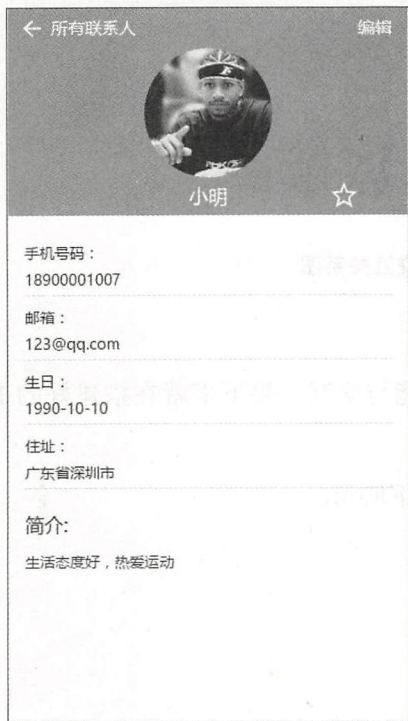 ← 所有联系人 编辑
小明
手机号码：
18900001007
邮箱：
123@qq.com
生日：
1990-10-10
住址：
广东省深圳市
简介:
生活态度好，热爱运动